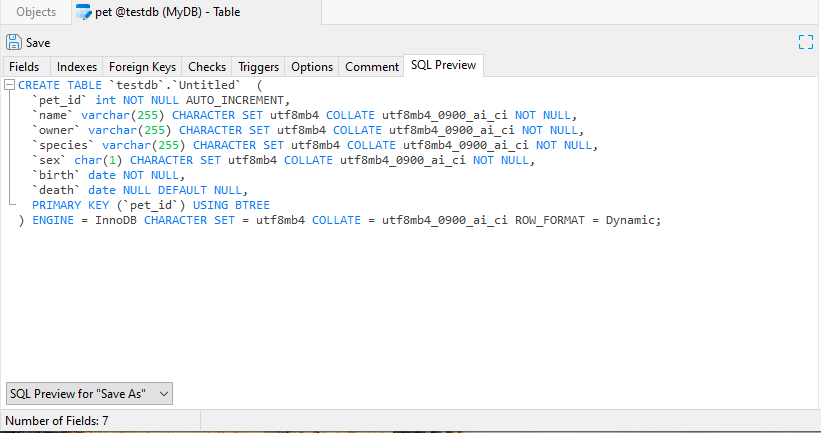 Objects pet @testdb (MyDB) - Table
Save
Fields Indexes Foreign Keys Checks Triggers Options Comment SQL Preview
CREATE TABLE `testdb`.`Untitled`  (
  `pet_id` int NOT NULL AUTO_INCREMENT,
  `name` varchar(255) CHARACTER SET utf8mb4 COLLATE utf8mb4_0900_ai_ci NOT NULL,
  `owner` varchar(255) CHARACTER SET utf8mb4 COLLATE utf8mb4_0900_ai_ci NOT NULL,
  `species` varchar(255) CHARACTER SET utf8mb4 COLLATE utf8mb4_0900_ai_ci NOT NULL,
  `sex` char(1) CHARACTER SET utf8mb4 COLLATE utf8mb4_0900_ai_ci NOT NULL,
  `birth` date NOT NULL,
  `death` date NULL DEFAULT NULL,
  PRIMARY KEY (`pet_id`) USING BTREE
) ENGINE = InnoDB CHARACTER SET = utf8mb4 COLLATE = utf8mb4_0900_ai_ci ROW_FORMAT = Dynamic;
SQL Preview for "Save As"
Number of Fields: 7